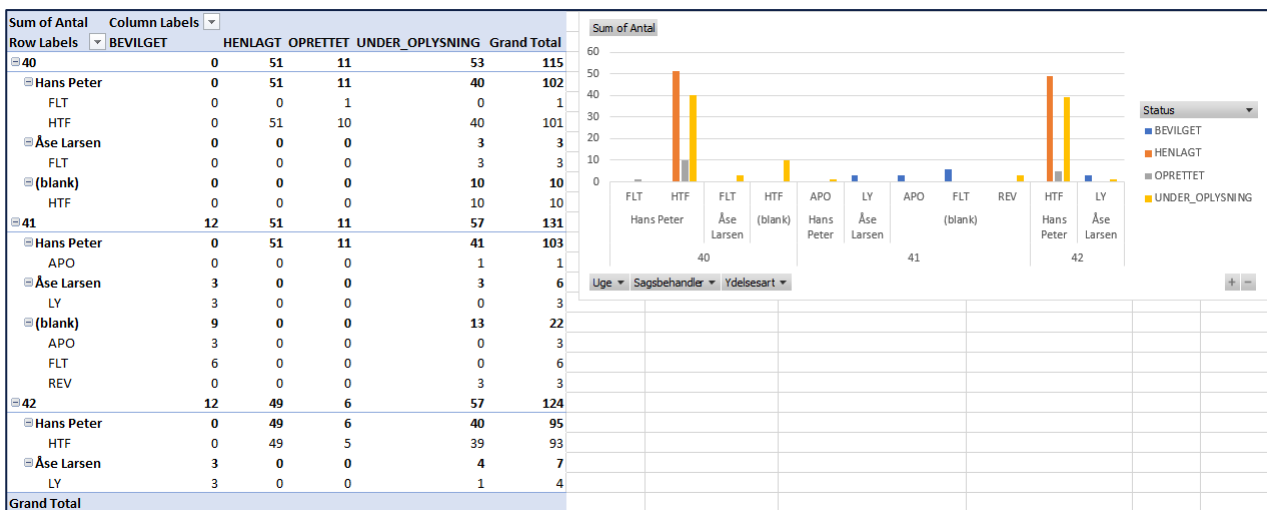 Sum of Antal Column Labels
Row Labels BEVILGET HENLAGT OPRETTET UNDER_OPLYSNING Grand Total
40 0 51 11 53 115
Hans Peter 0 51 11 40 102
FLT 0 0 1 0 1
HTF 0 51 10 40 101
Åse Larsen 0 0 0 3 3
FLT 0 0 0 3 3
(blank) 0 0 0 10 10
HTF 0 0 0 10 10
41 12 51 11 57 131
Hans Peter 0 51 11 41 103
APO 0 0 0 1 1
Åse Larsen 3 0 0 3 6
LY 3 0 0 0 3
(blank) 9 0 0 13 22
APO 3 0 0 0 3
FLT 6 0 0 0 6
REV 0 0 0 3 3
42 12 49 6 57 124
Hans Peter 0 49 6 40 95
HTF 0 49 5 39 93
Åse Larsen 3 0 0 4 7
LY 3 0 0 1 4
Grand Total
Sum of Antal
60
50
40
30
20
10
0
FLT HTF FLT HTF APO LY APO FLT REV HTF LY
Hans Peter Åse (blank) Hans Åse (blank) Hans Åse
Larsen Peter Larsen Peter Larsen
40 41 42
Uge Sagsbehandler Ydelsesart + −
Status
BEVILGET
HENLAGT
OPRETTET
UNDER_OPLYSNING